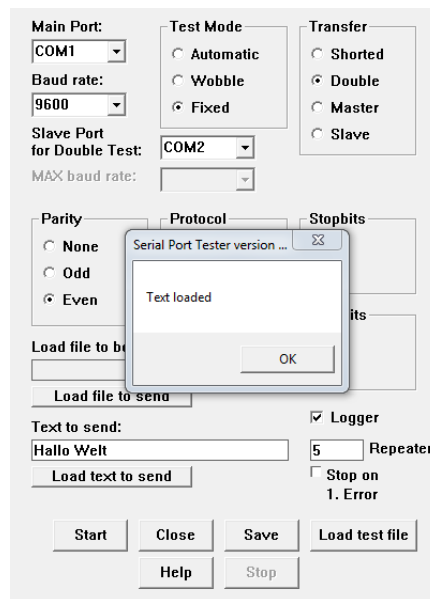 Main Port:
COM1
Baud rate:
9600
Slave Port
for Double Test:
COM2
MAX baud rate:
Test Mode
Automatic
Wobble
Fixed
Transfer
Shorted
Double
Master
Slave
Parity
None
Odd
Even
Protocol
Stopbits
Serial Port Tester version ...
Text loaded
OK
its
Load file to be
Load file to send
Text to send:
Hallo Welt
Load text to send
Logger
5
Repeater
Stop on
1. Error
Start
Close
Save
Load test file
Help
Stop